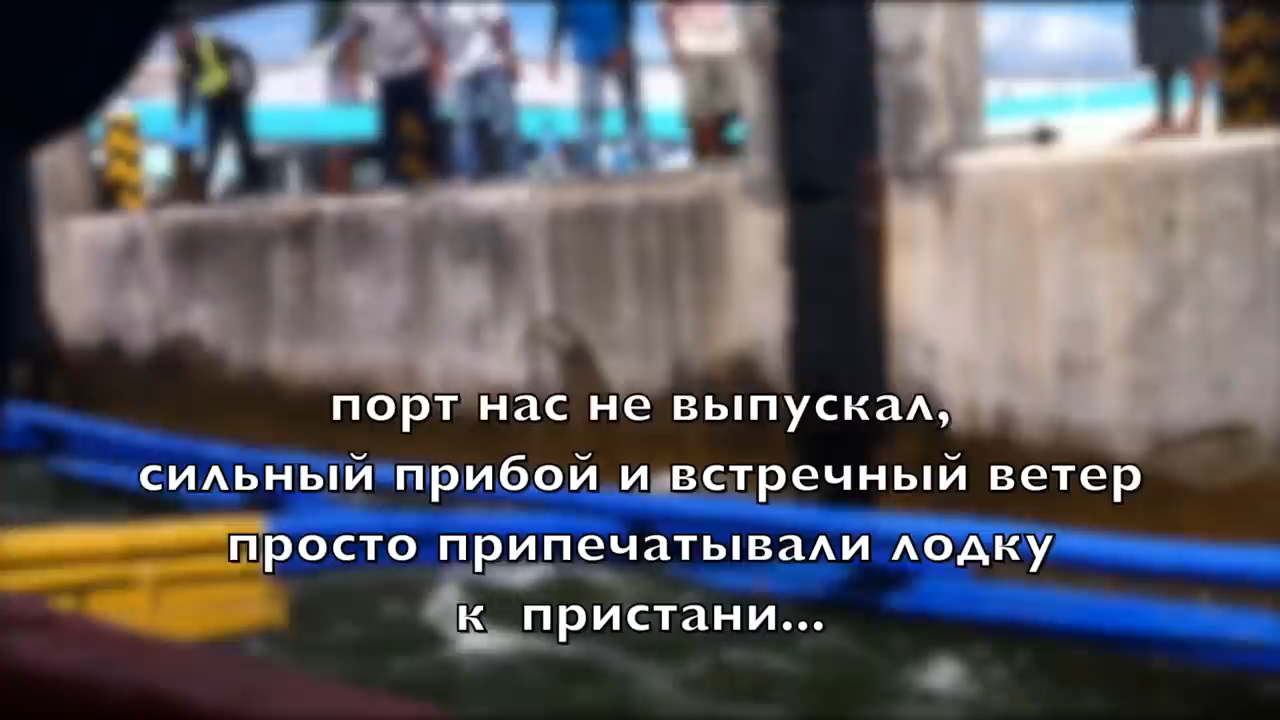 порт нас не выпускал,
сильный прибой и встречный ветер
просто припечатывали лодку
к пристани...